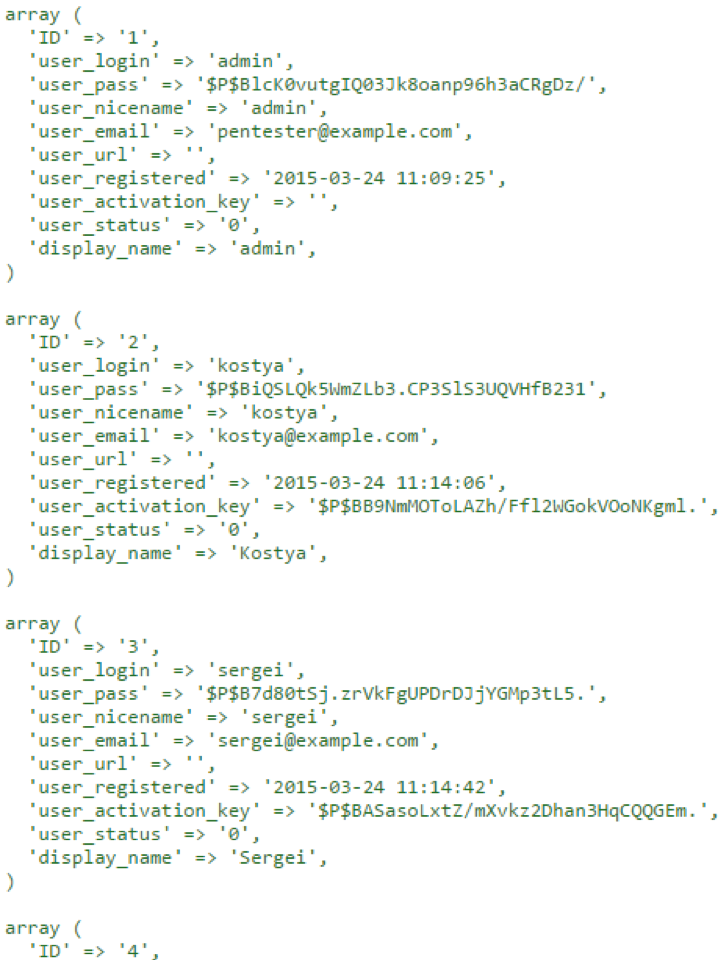 array (
'ID' => '1',
'user_login' => 'admin',
'user_pass' => '$P$BlcK0vutgIQ03Jk8oanp96h3aCRgDz/',
'user_nicename' => 'admin',
'user_email' => 'pentester@example.com',
'user_url' => '',
'user_registered' => '2015-03-24 11:09:25',
'user_activation_key' => '',
'user_status' => '0',
'display_name' => 'admin',
)
array (
'ID' => '2',
'user_login' => 'kostya',
'user_pass' => '$P$BiQSLQk5WmZLb3.CP3SlS3UQVHfB231',
'user_nicename' => 'kostya',
'user_email' => 'kostya@example.com',
'user_url' => '',
'user_registered' => '2015-03-24 11:14:06',
'user_activation_key' => '$P$BB9NmMOToLAZh/Ffl2WGokVOoNKgml.',
'user_status' => '0',
'display_name' => 'Kostya',
)
array (
'ID' => '3',
'user_login' => 'sergei',
'user_pass' => '$P$B7d80tSj.zrVkFgUPDrDJjYGMp3tL5.',
'user_nicename' => 'sergei',
'user_email' => 'sergei@example.com',
'user_url' => '',
'user_registered' => '2015-03-24 11:14:42',
'user_activation_key' => '$P$BASasoLxtZ/mXvkz2Dhan3HqCQQGEm.',
'user_status' => '0',
'display_name' => 'Sergei',
)
array (
'ID' => '4',